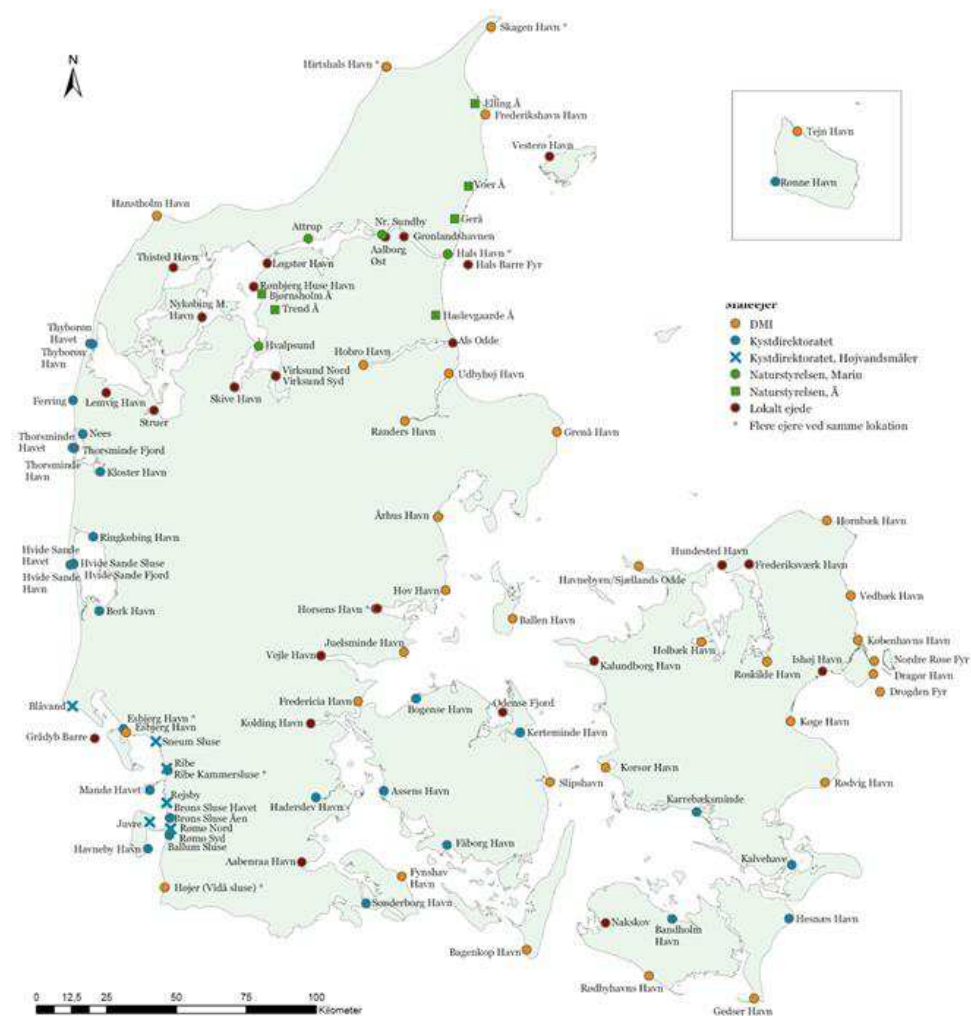 Skagen Havn *
Hirtshals Havn *
N
Elling Å
Frederikshavn Havn
Tejn Havn
Vesterø Havn
Rønne Havn
Voer Å
Hanstholm Havn
Gerå
Nr. Sundby
Attrup
Grønlandshavnen
Aalborg
Øst
Hals Havn *
Thisted Havn
Løgstør Havn
Hals Barre Fyr
Rønbjerg Huse Havn
Bjørnsholm Å
Nykøbing M.
Havn
Trend Å
Haslevgaarde Å
Målejer
DMI
Kystdirektoratet
Kystdirektoratet, Højvandsmåler
Naturstyrelsen, Marin
Naturstyrelsen, Å
Lokalt ejede
* Flere ejere ved samme lokation
Thyborøn
Havet
Thyborøn
Havn
Hvalpsund
Hobro Havn
Als Odde
Virksund Nord
Virksund Syd
Udbyhøj Havn
Skive Havn
Lemvig Havn
Ferring
Struer
Randers Havn
Grenå Havn
Nees
Thorsminde
Havet
Thorsminde Fjord
Thorsminde
Havn
Kloster Havn
Århus Havn
Hornbæk Havn
Ringkøbing Havn
Hvide Sande
Havet
Hvide Sande Sluse
Hvide Sande Fjord
Hvide Sande
Havn
Hundested Havn
Frederiksværk Havn
Havnebyen/Sjællands Odde
Hov Havn
Vedbæk Havn
Bork Havn
Horsens Havn *
Ballen Havn
Juelsminde Havn
Vejle Havn
Holbæk Havn
Københavns Havn
Kalundborg Havn
Roskilde Havn
Ishøj Havn
Nordre Røse Fyr
Dragør Havn
Drogden Fyr
Blåvand
Fredericia Havn
Bogense Havn
Odense Fjord
Esbjerg Havn *
Esbjerg Havn
Kolding Havn
Køge Havn
Grådyb Barre
Sneum Sluse
Kerteminde Havn
Ribe
Ribe Kammersluse *
Korsør Havn
Slipshavn
Rødvig Havn
Mandø Havet
Rejsby
Haderslev Havn
Assens Havn
Brøns Sluse Havet
Brøns Sluse Åen
Karrebæksminde
Juvre
Rømø Nord
Rømø Syd
Ballum Sluse
Havneby Havn
Fåborg Havn
Aabenraa Havn
Kalvehave
Fynshav
Havn
Højer (Vidå sluse) *
Sønderborg Havn
Nakskov
Bandholm
Havn
Hesnæs Havn
Bagenkop Havn
Rødbyhavns Havn
Gedser Havn
0 12,5 25 50 75 100
Kilometer